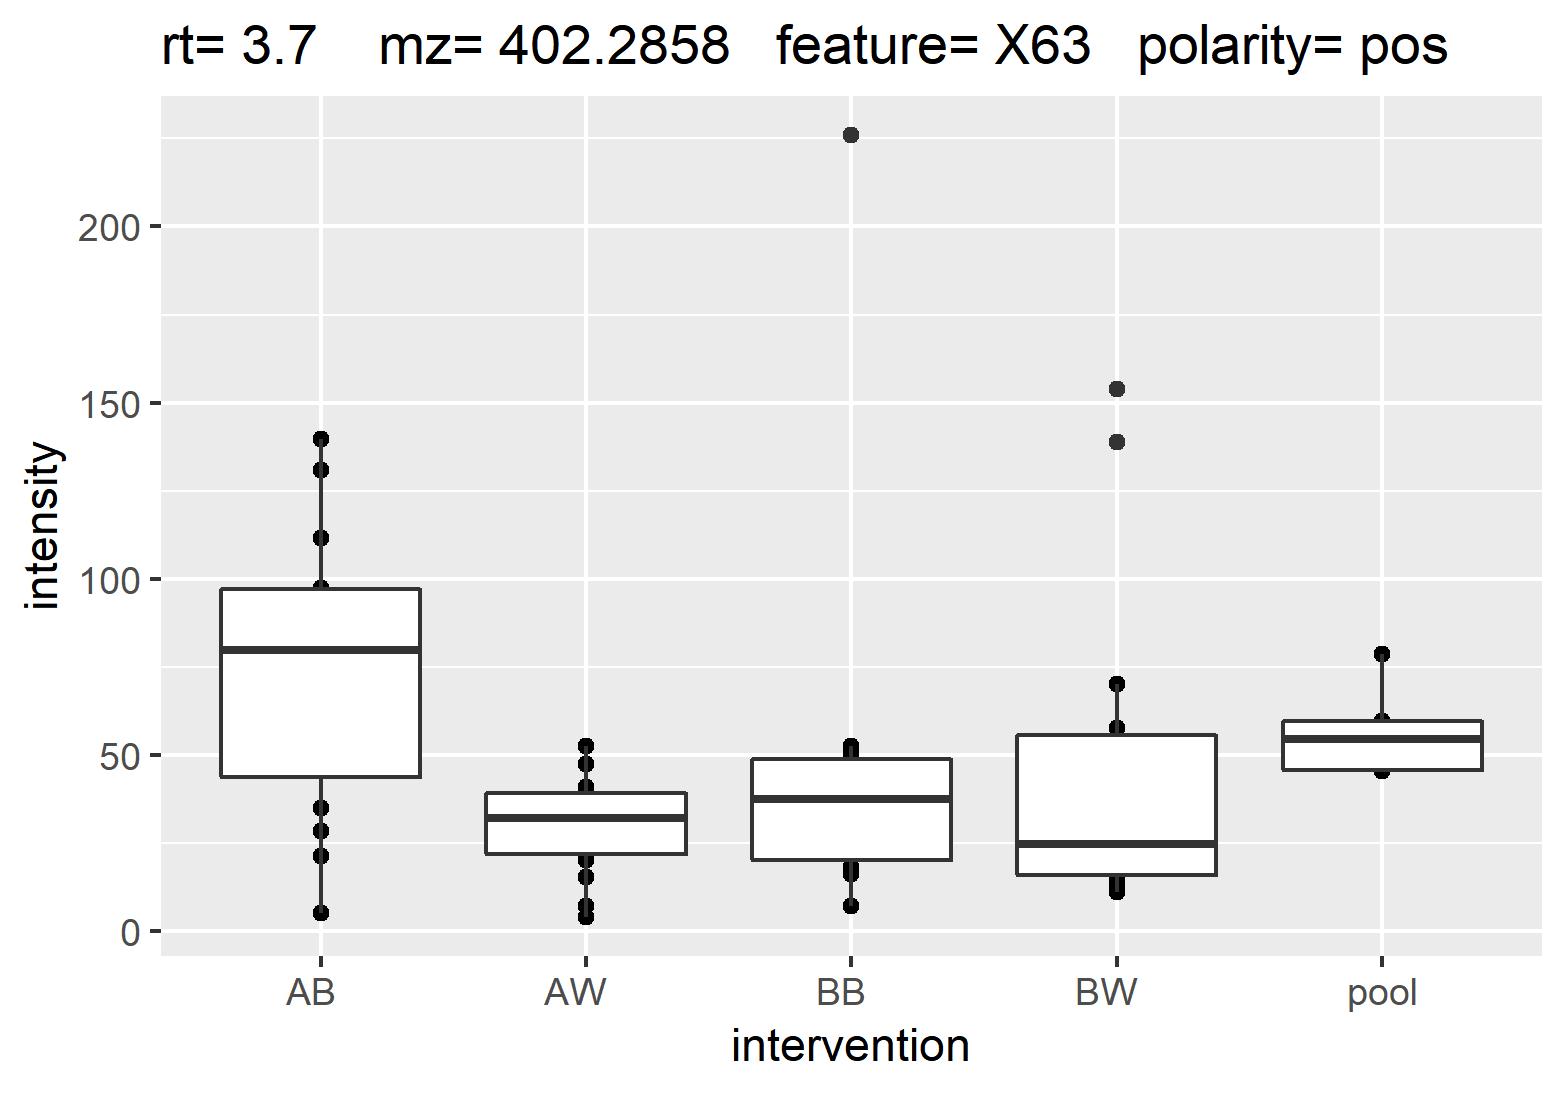 rt= 3.7 mz= 402.2858 feature= X63 polarity= pos
200
150
100
50
0
intensity
AB AW BB BW pool
intervention